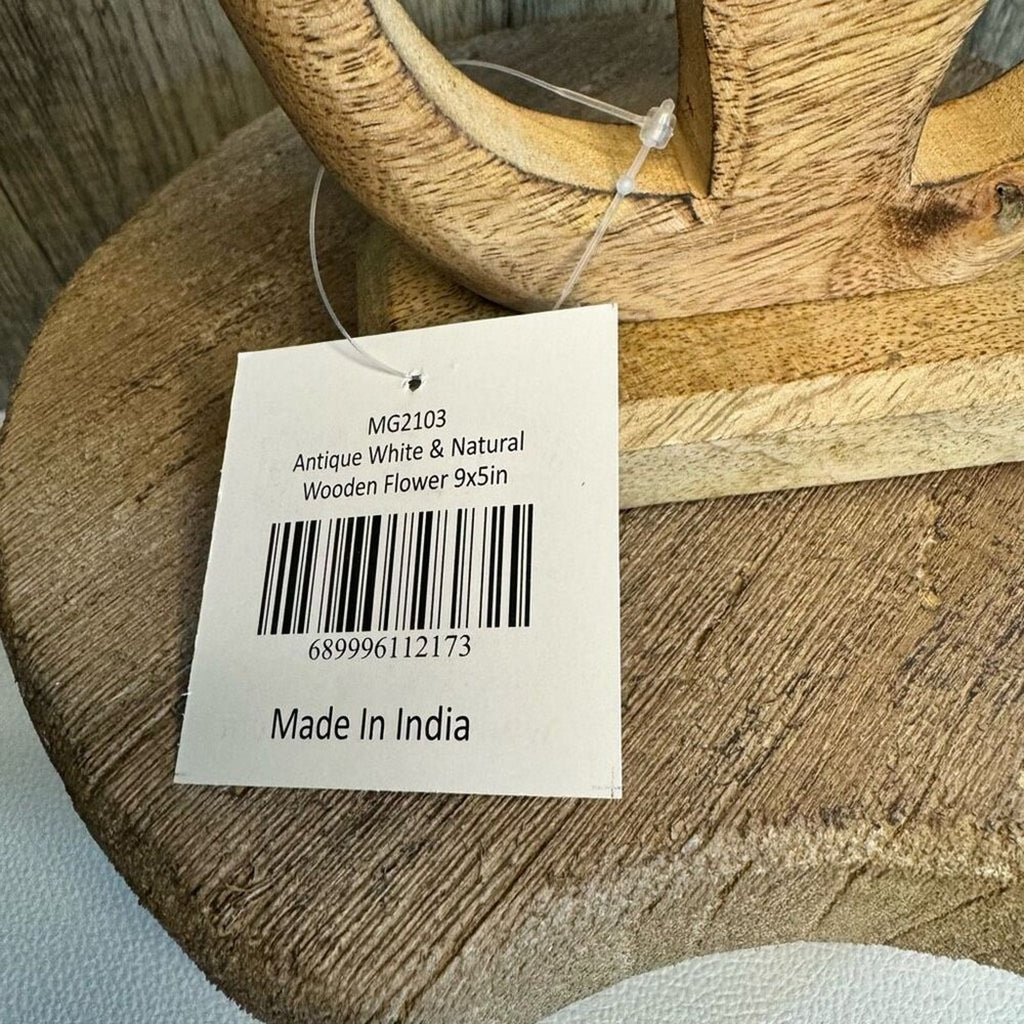 MG2103
Antique White & Natural
Wooden Flower 9x5in
689996112173
Made In India